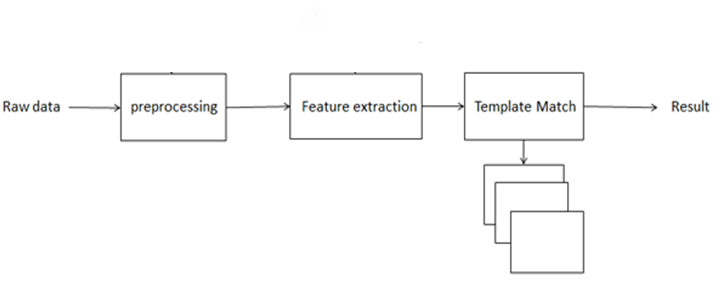 Raw data
preprocessing
Feature extraction
Template Match
Result